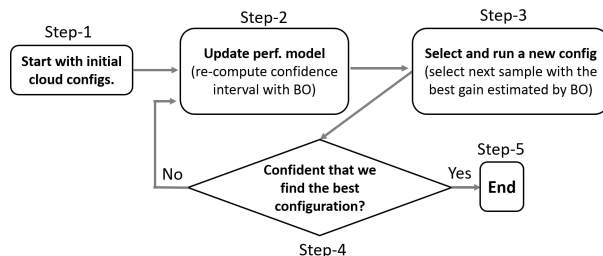 Step-1
Start with initial
cloud configs.
Step-2
Update perf. model
(re-compute confidence
interval with BO)
Step-3
Select and run a new config
(select next sample with the
best gain estimated by BO)
Confident that we
find the best
configuration?
Step-4
No
Yes
Step-5
End